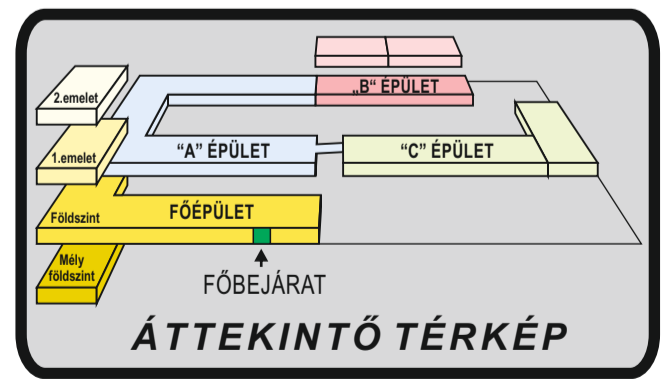 „B“ ÉPÜLET
2.emelet
“A” ÉPÜLET
“C” ÉPÜLET
1.emelet
Földszint
FŐÉPÜLET
Mély
földszint
FŐBEJÁRAT
ÁTTEKINTŐ TÉRKÉP